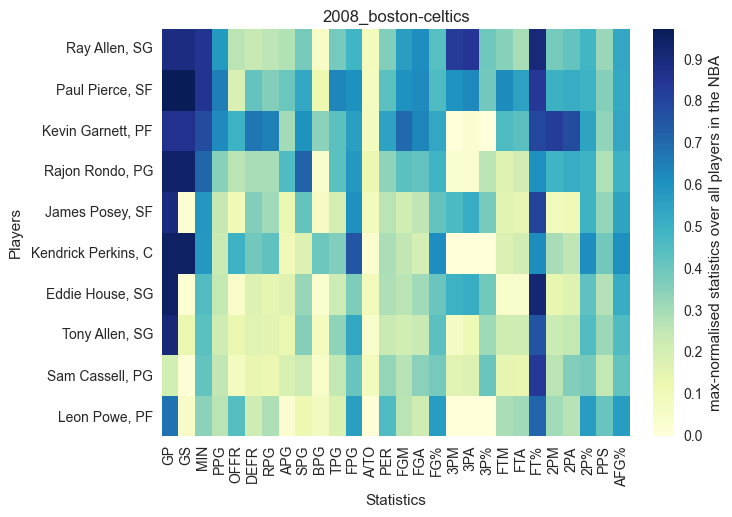 2008_boston-celtics
Players
Ray Allen, SG
Paul Pierce, SF
Kevin Garnett, PF
Rajon Rondo, PG
James Posey, SF
Kendrick Perkins, C
Eddie House, SG
Tony Allen, SG
Sam Cassell, PG
Leon Powe, PF
GP GS MIN PPG OFFR DEFR RPG APG SPG BPG TPG FPG A/TO PER FGM FGA FG% 3PM 3PA 3P% FTM FTA FT% 2PM 2PA 2P% PPS AFG%
Statistics
0.9
0.8
0.7
0.6
0.5
0.4
0.3
0.2
0.1
0.0
max-normalised statistics over all players in the NBA